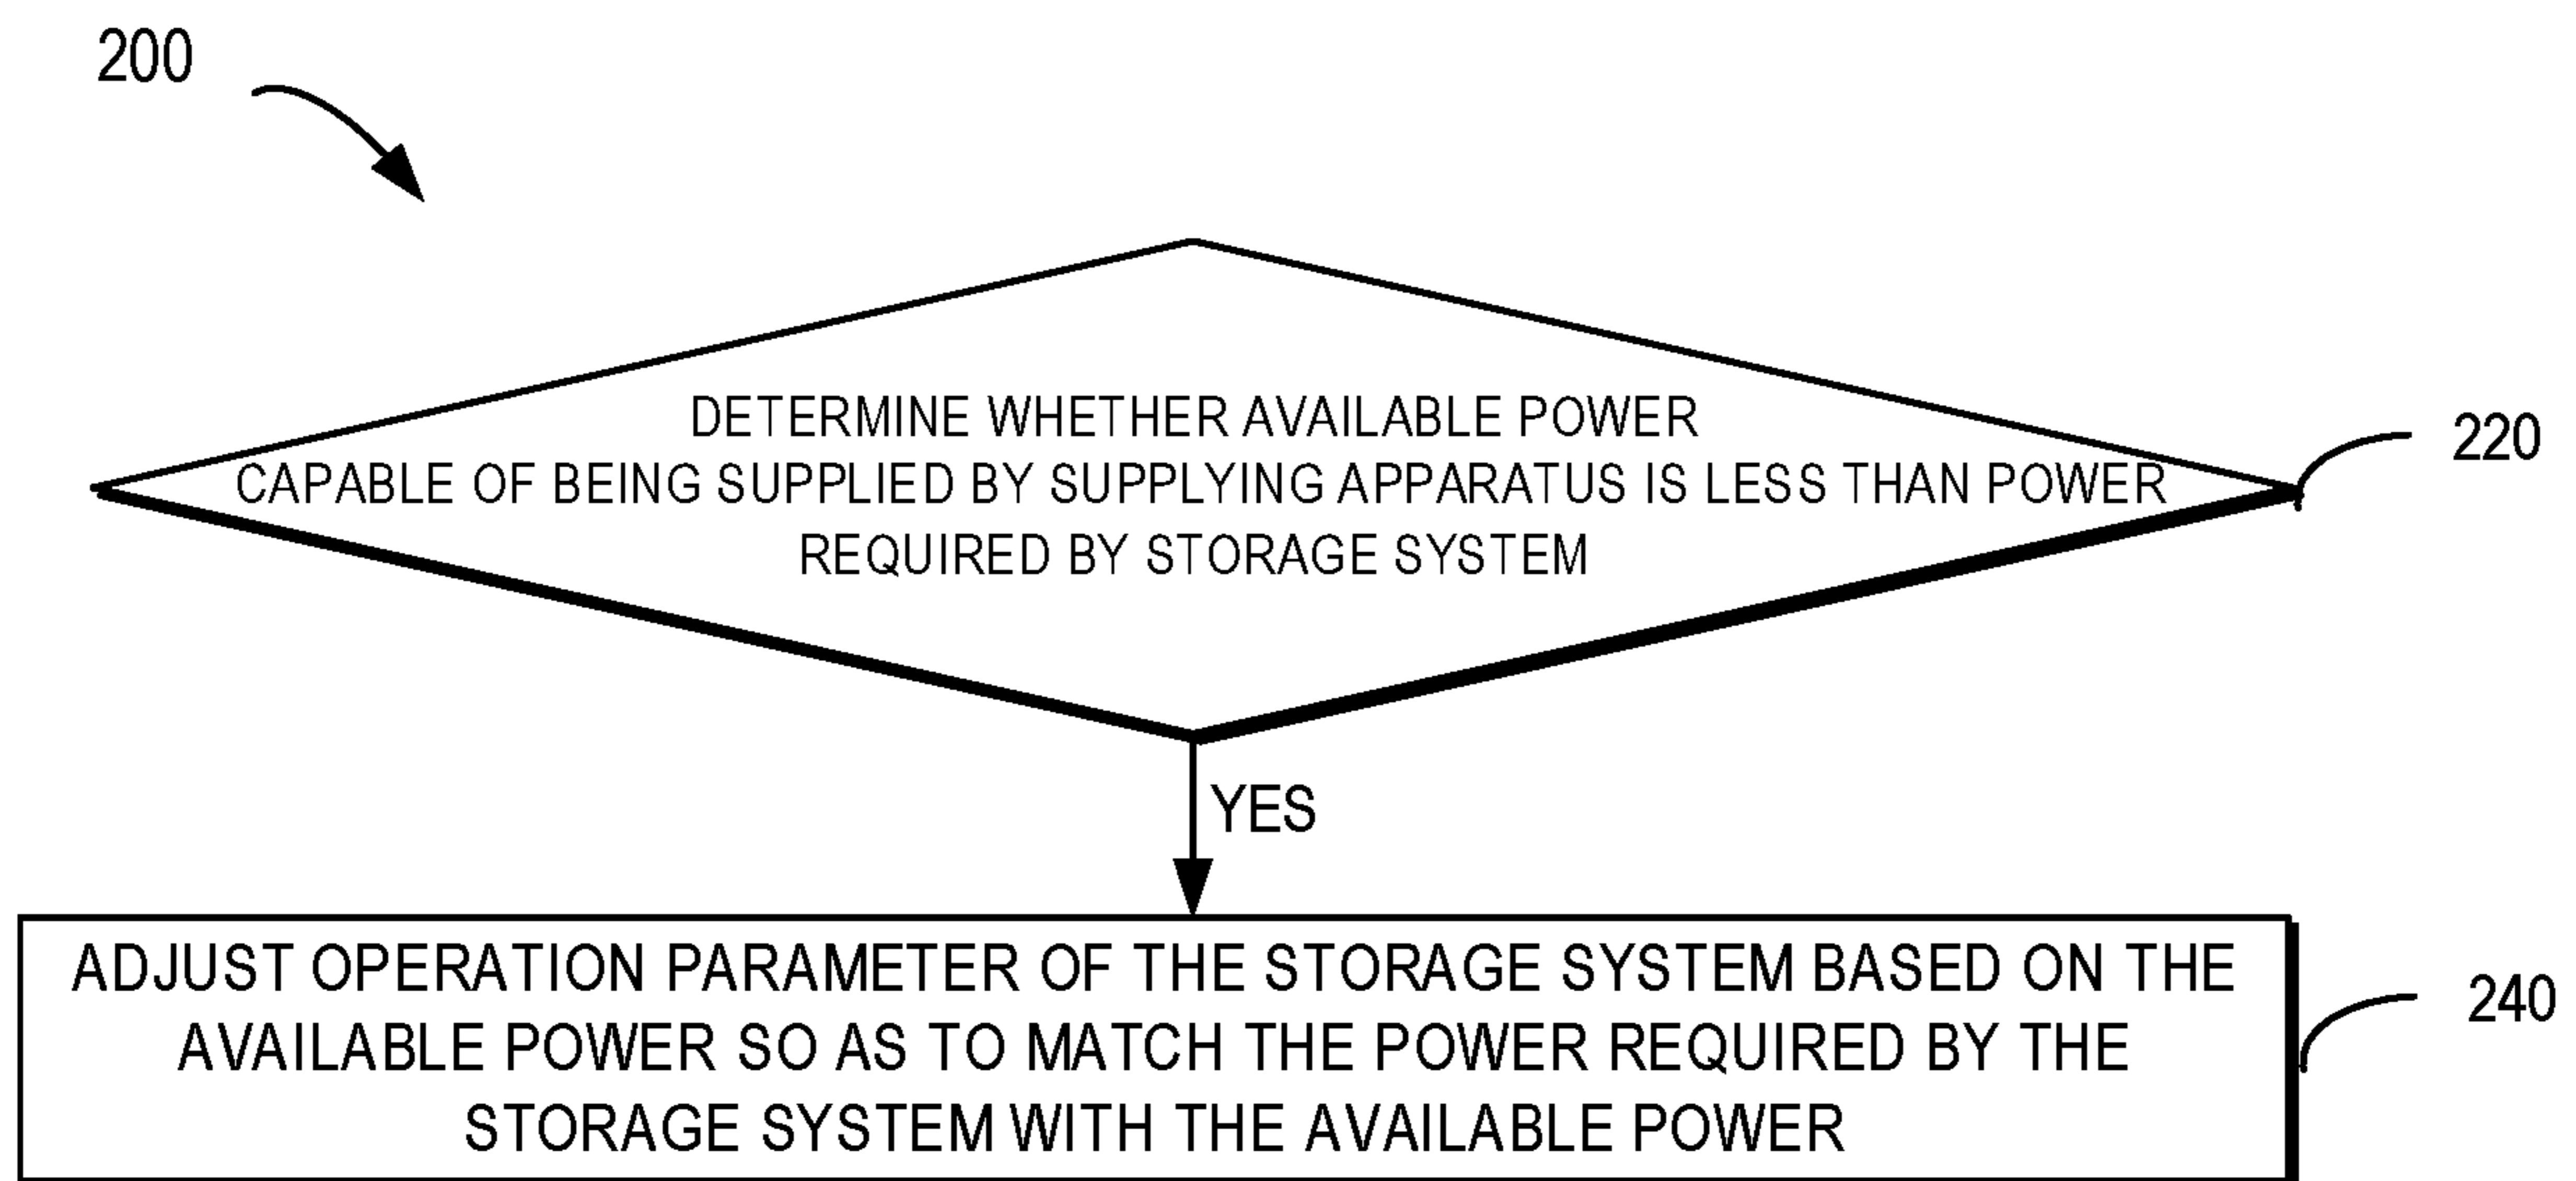 200
DETERMINE WHETHER AVAILABLE POWER
CAPABLE OF BEING SUPPLIED BY SUPPLYING APPARATUS IS LESS THAN POWER
REQUIRED BY STORAGE SYSTEM
220
YES
ADJUST OPERATION PARAMETER OF THE STORAGE SYSTEM BASED ON THE
AVAILABLE POWER SO AS TO MATCH THE POWER REQUIRED BY THE
STORAGE SYSTEM WITH THE AVAILABLE POWER
240